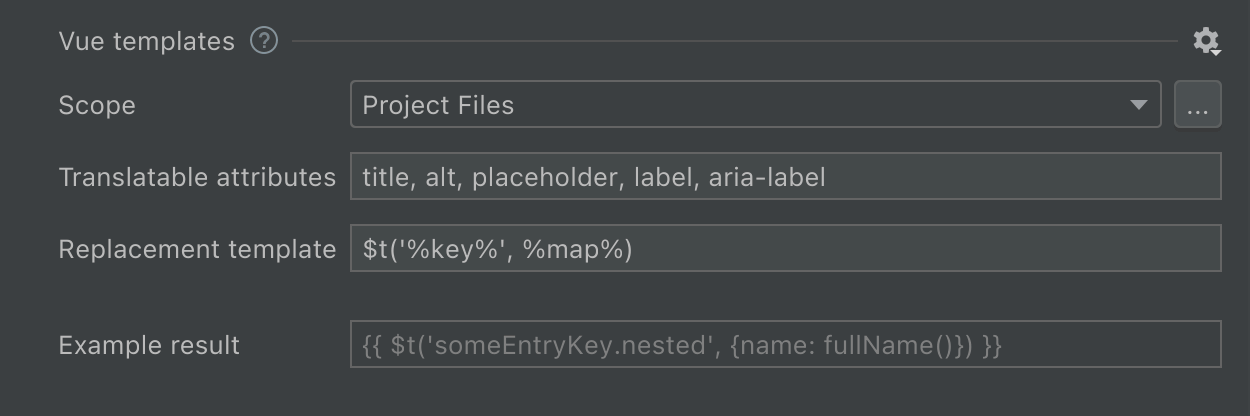 Vue templates ?
Scope Project Files ...
Translatable attributes title, alt, placeholder, label, aria-label
Replacement template $t('%key%', %map%)
Example result {{ $t('someEntryKey.nested', {name: fullName()}) }}